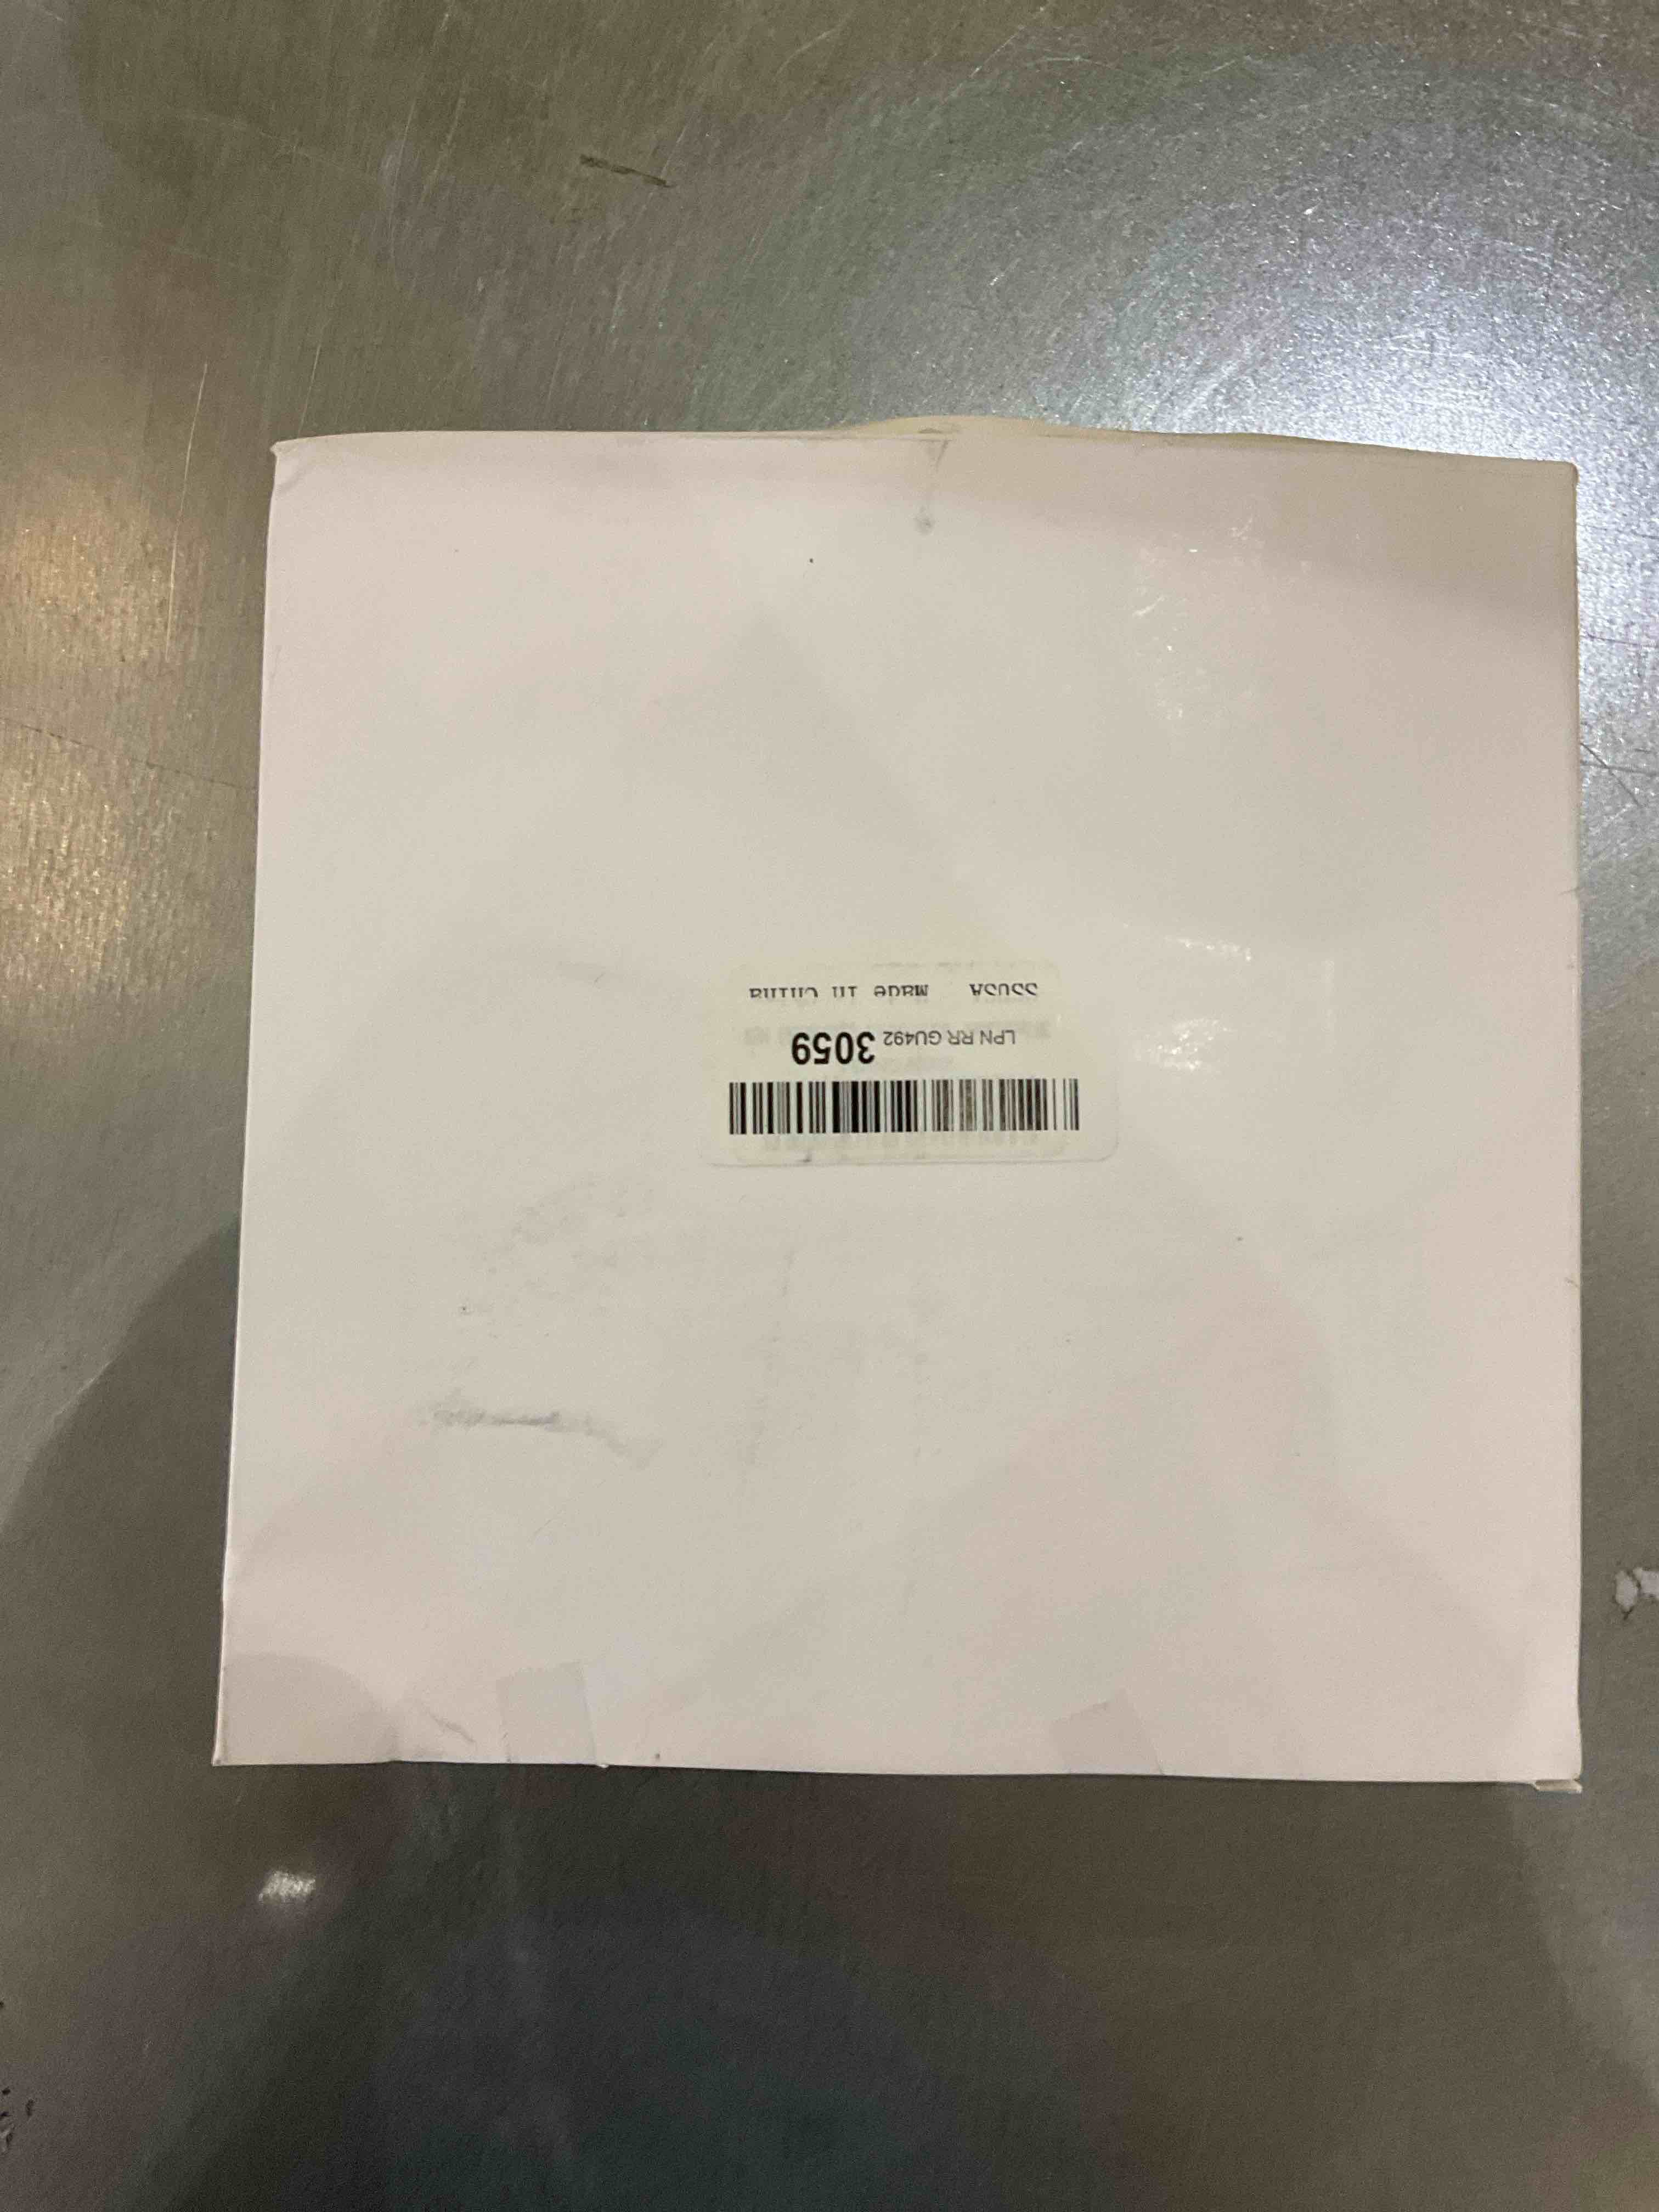 LPN RR GU492 3059
SSUSA Made in China